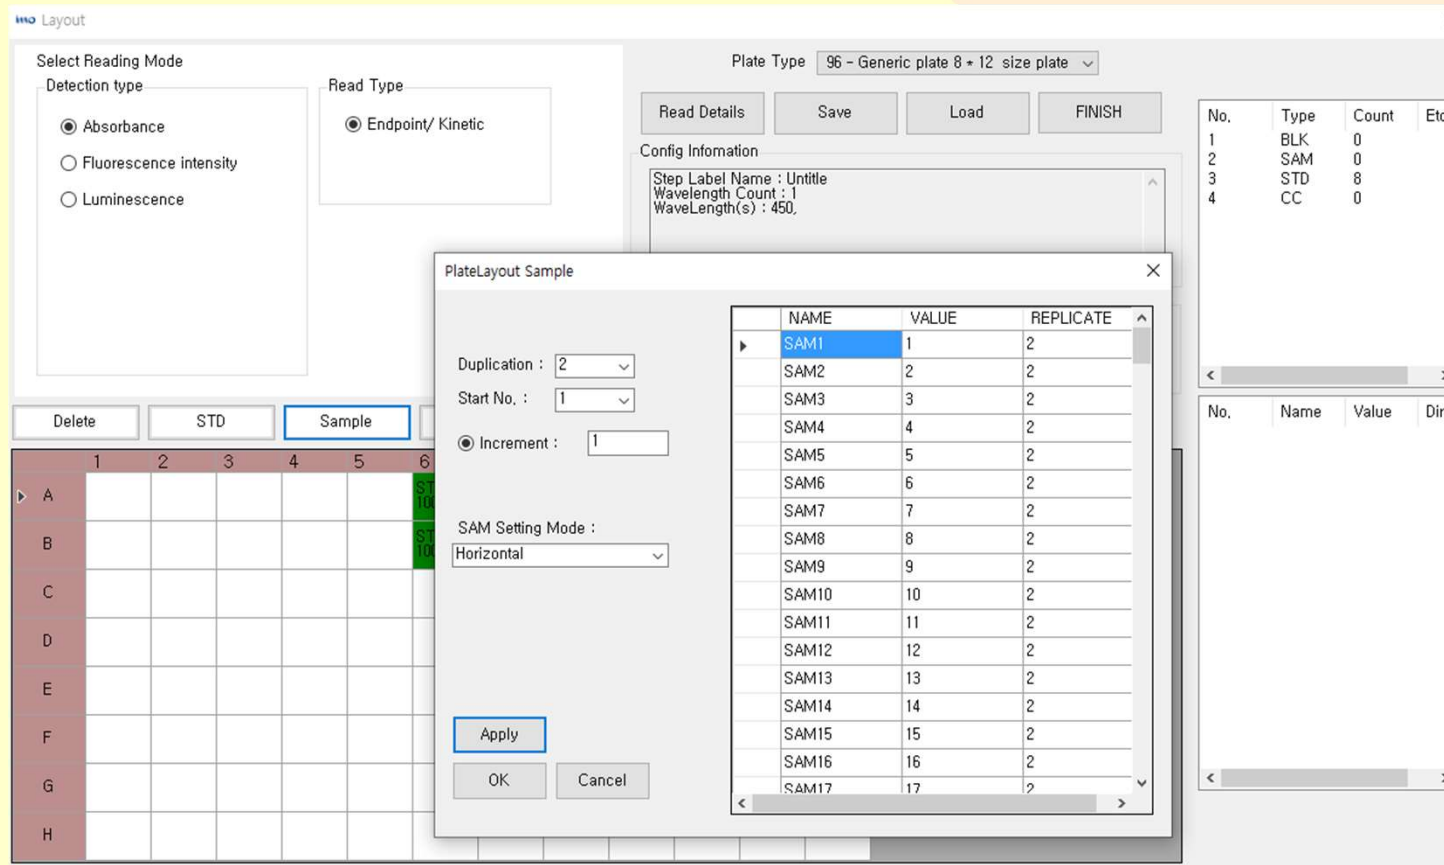 imo Layout
Select Reading Mode
Detection type
Absorbance
Fluorescence intensity
Luminescence
Read Type
Endpoint/ Kinetic
Plate Type 96 - Generic plate 8 * 12 size plate
Read Details Save Load FINISH
Config Infomation
Step Label Name : Untitle
Wavelength Count : 1
WaveLength(s) : 450,
No. Type Count Etc
1 BLK 0
2 SAM 0
3 STD 8
4 CC 0
No. Name Value
Delete STD Sample
1 2 3 4 5 6
A
B
C
D
E
F
G
H
PlateLayout Sample
Duplication : 2
Start No. : 1
Increment : 1
SAM Setting Mode :
Horizontal
Apply
OK Cancel
NAME VALUE REPLICATE
SAM1 1 2
SAM2 2 2
SAM3 3 2
SAM4 4 2
SAM5 5 2
SAM6 6 2
SAM7 7 2
SAM8 8 2
SAM9 9 2
SAM10 10 2
SAM11 11 2
SAM12 12 2
SAM13 13 2
SAM14 14 2
SAM15 15 2
SAM16 16 2
SAM17 17 2